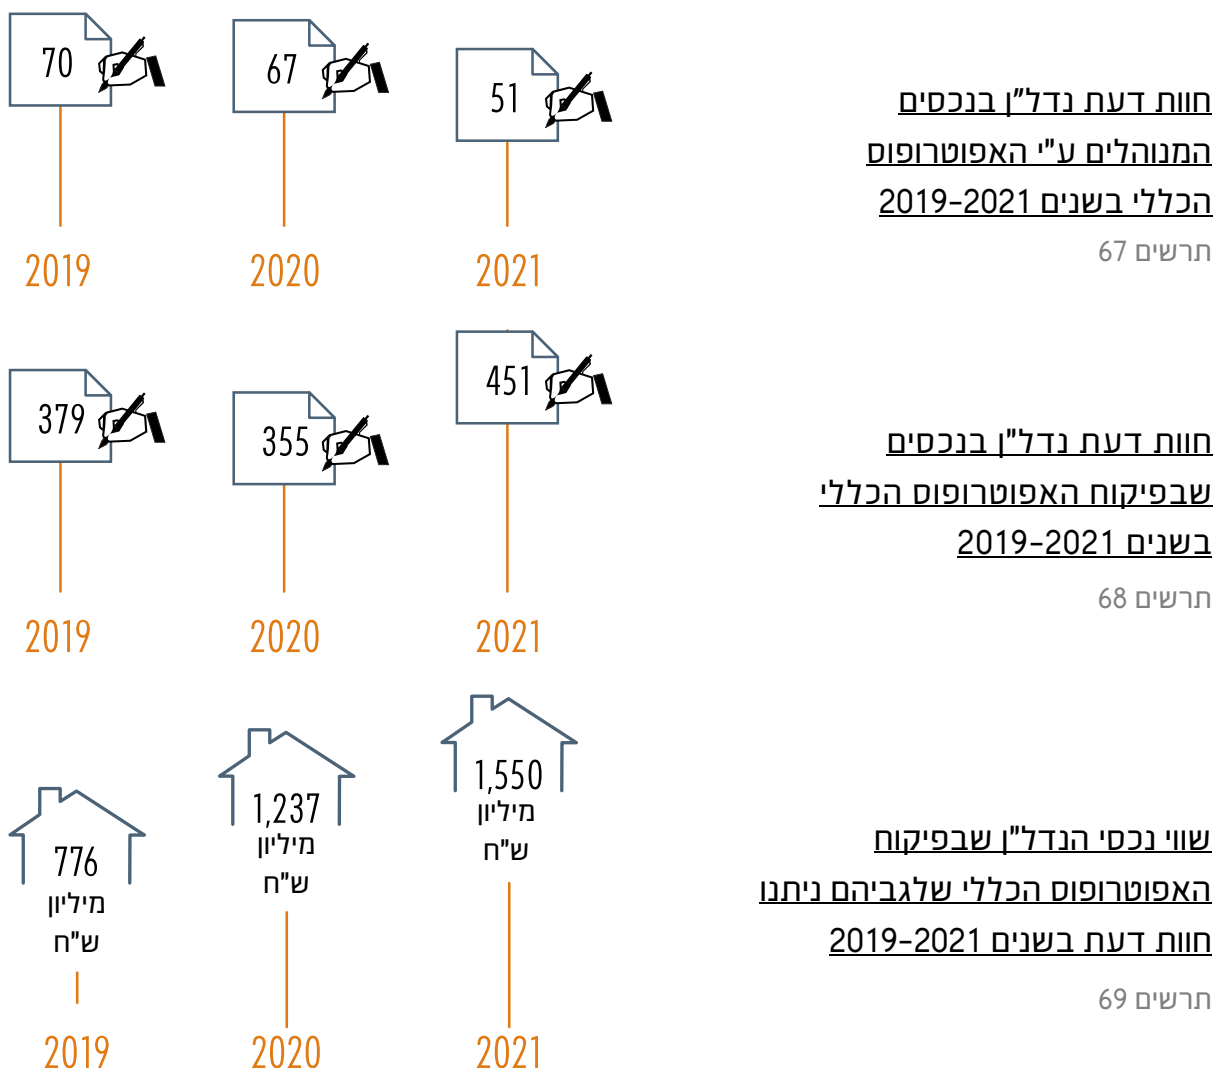 חוות דעת נדל"ן בנכסים
המנוהלים ע"י האפוטרופוס
הכללי בשנים 2019-2021
תרשים 67
70
67
51
2019
2020
2021
חוות דעת נדל"ן בנכסים
שבפיקוח האפוטרופוס הכללי
בשנים 2019-2021
תרשים 68
379
355
451
2019
2020
2021
שווי נכסי הנדל"ן שבפיקוח
האפוטרופוס הכללי שלגביהם ניתנו
חוות דעת בשנים 2019-2021
תרשים 69
776
מיליון
ש"ח
1,237
מיליון
ש"ח
1,550
מיליון
ש"ח
2019
2020
2021